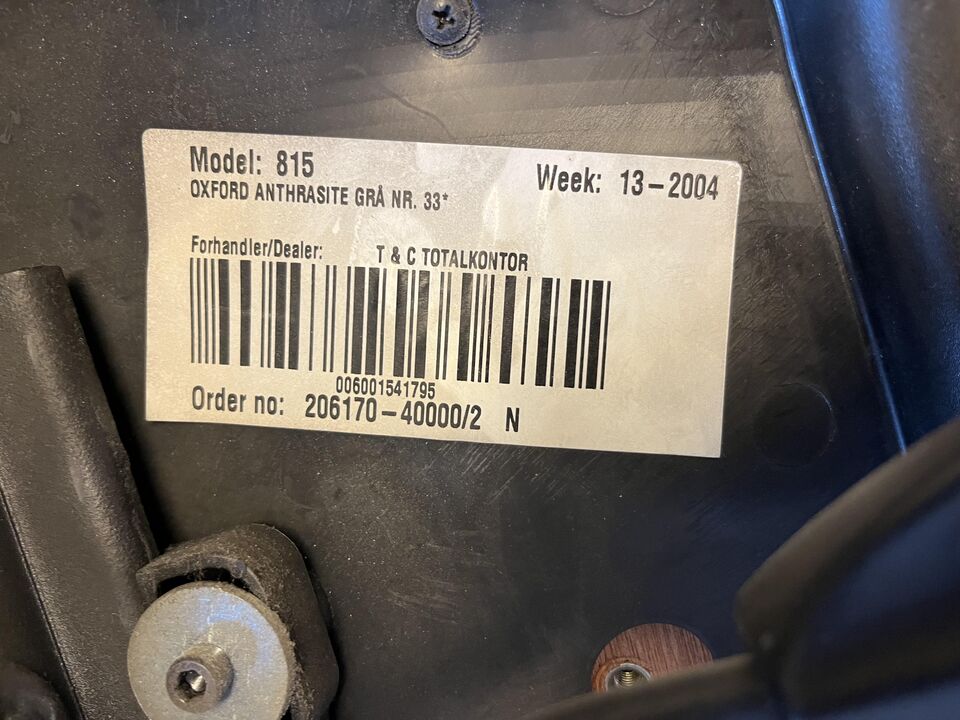 Model: 815
Week: 13-2004
OXFORD ANTHRASITE GRÅ NR. 33*
Forhandler/Dealer: T & C TOTALKONTOR
006001541795
Order no: 206170-40000/2 N